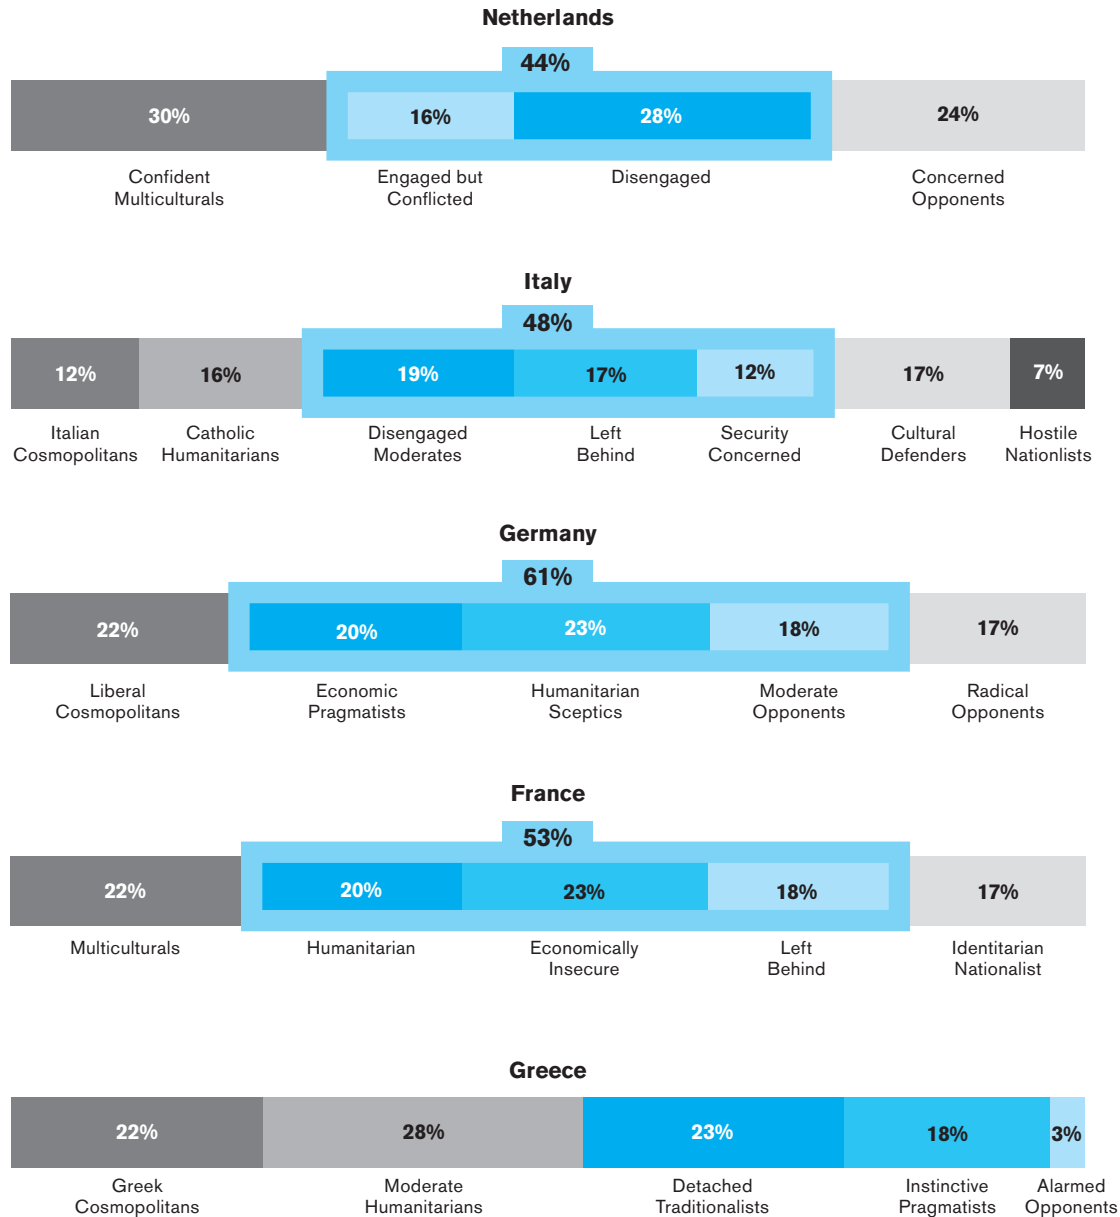 Netherlands
44%
30%
16%
28%
24%
Confident
Multiculturals
Engaged but
Conflicted
Disengaged
Concerned
Opponents
Italy
48%
12%
16%
19%
17%
12%
17%
7%
Italian
Cosmopolitans
Catholic
Humanitarians
Disengaged
Moderates
Left
Behind
Security
Concerned
Cultural
Defenders
Hostile
Nationlists
Germany
61%
22%
20%
23%
18%
17%
Liberal
Cosmopolitans
Economic
Pragmatists
Humanitarian
Sceptics
Moderate
Opponents
Radical
Opponents
France
53%
22%
20%
23%
18%
17%
Multiculturals
Humanitarian
Economically
Insecure
Left
Behind
Identitarian
Nationalist
Greece
22%
28%
23%
18%
3%
Greek
Cosmopolitans
Moderate
Humanitarians
Detached
Traditionalists
Instinctive
Pragmatists
Alarmed
Opponents